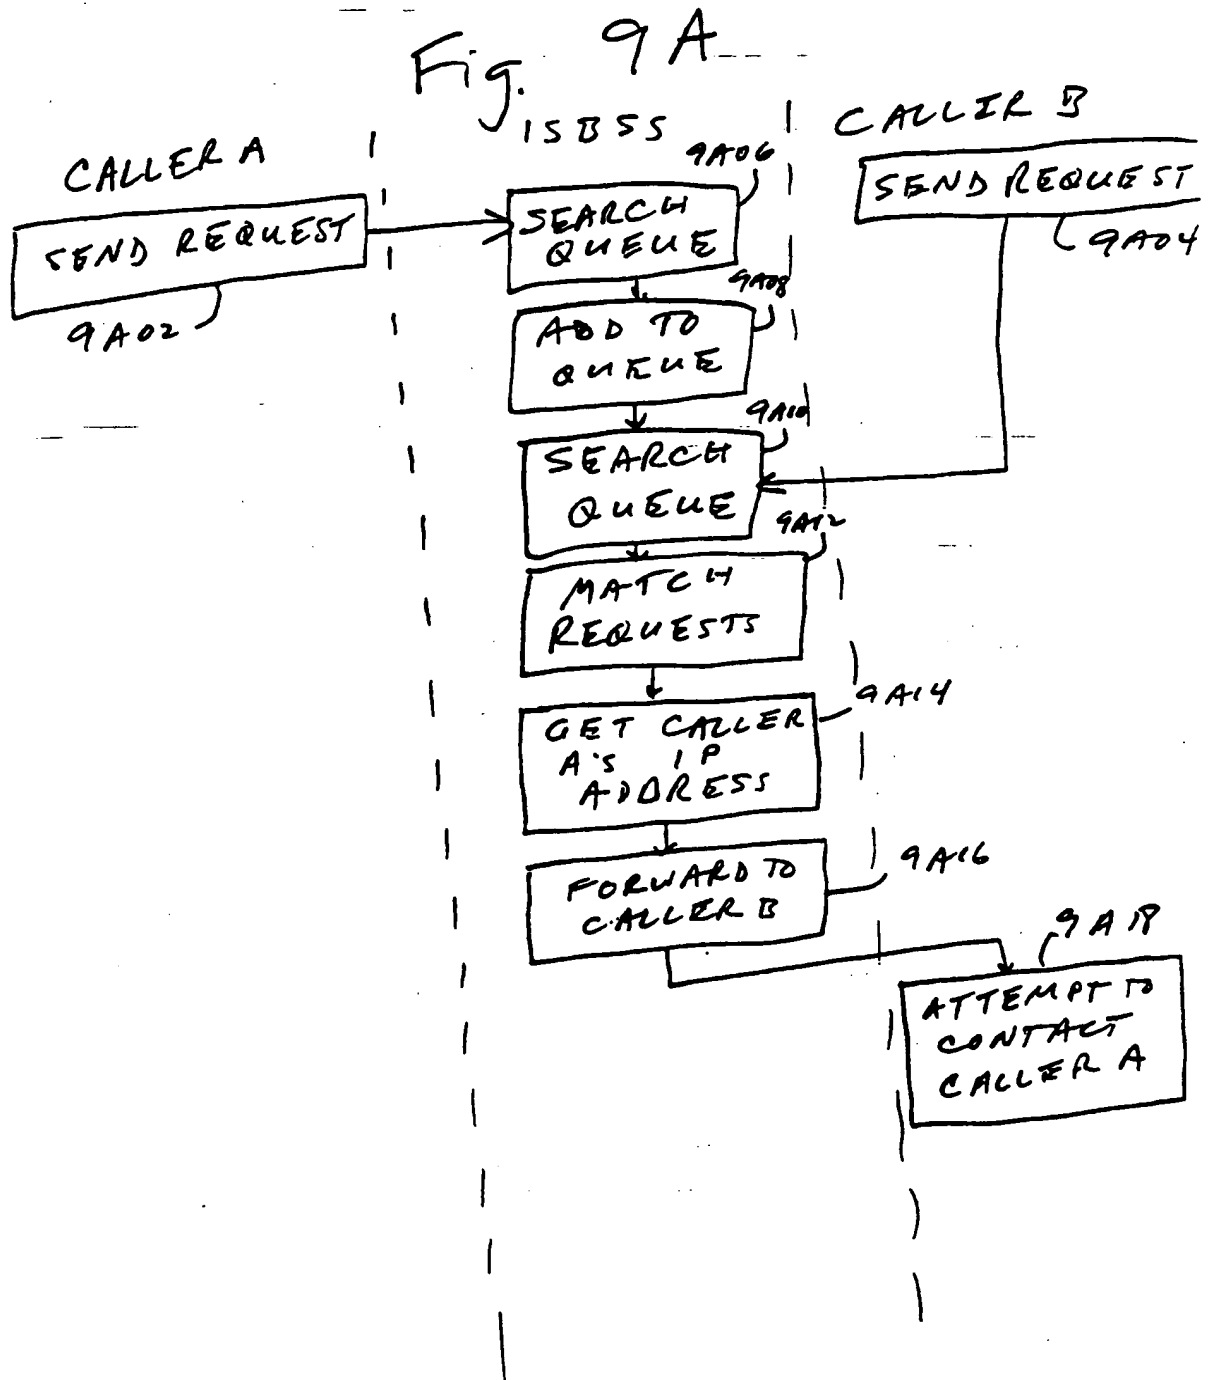 Fig. 9A
CALLER A
ISBSS
CALLER B
SEND REQUEST
9A02
SEARCH
QUEUE
9A06
SEND REQUEST
9A04
ADD TO
QUEUE
9A08
SEARCH
QUEUE
9A10
MATCH
REQUESTS
9A12
GET CALLER
A's IP
ADDRESS
9A14
FORWARD TO
CALLER B
9A16
ATTEMPT TO
CONTACT
CALLER A
9A18